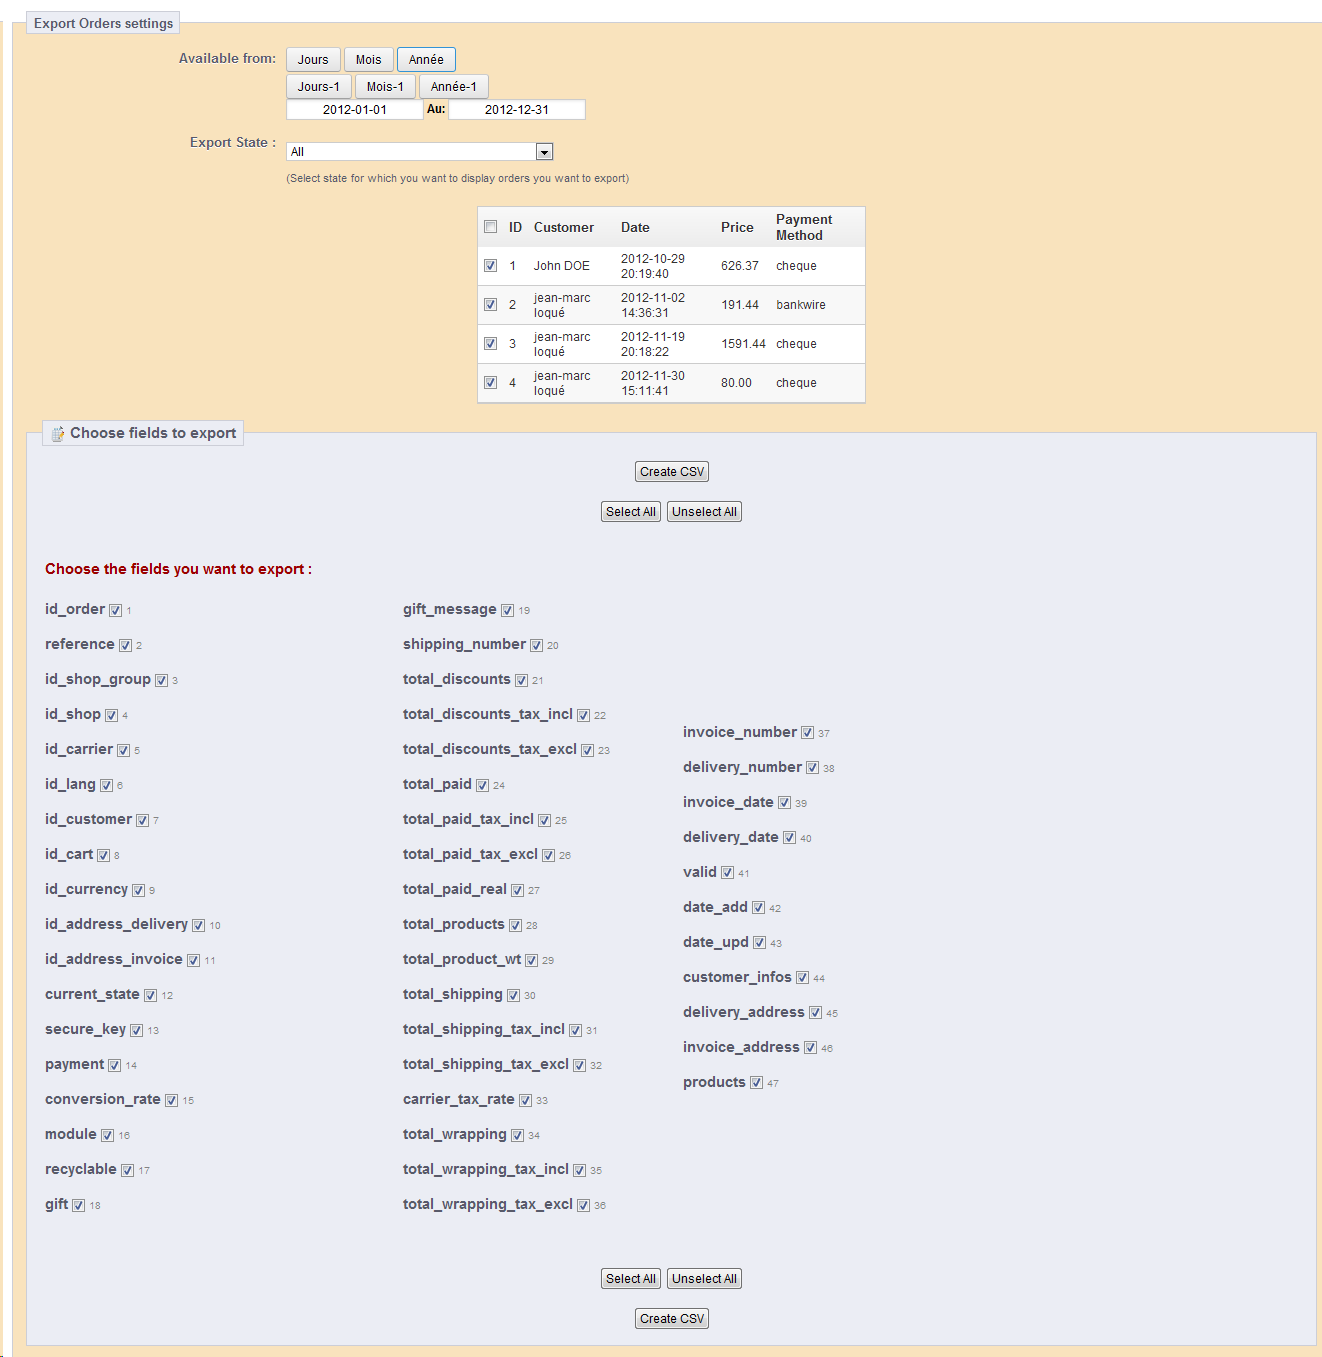 Export Orders settings
Available from:
Jours Mois Année
Jours-1 Mois-1 Année-1
2012-01-01 Au: 2012-12-31
Export State :
All
(Select state for which you want to display orders you want to export)
ID Customer Date Price Payment Method
1 John DOE 2012-10-29 20:19:40 626.37 cheque
2 jean-marc loqué 2012-11-02 14:36:31 191.44 bankwire
3 jean-marc loqué 2012-11-19 20:18:22 1591.44 cheque
4 jean-marc loqué 2012-11-30 15:11:41 80.00 cheque
Choose fields to export
Create CSV
Select All Unselect All
Choose the fields you want to export :
id_order 1
reference 2
id_shop_group 3
id_shop 4
id_carrier 5
id_lang 6
id_customer 7
id_cart 8
id_currency 9
id_address_delivery 10
id_address_invoice 11
current_state 12
secure_key 13
payment 14
conversion_rate 15
module 16
recyclable 17
gift 18
gift_message 19
shipping_number 20
total_discounts 21
total_discounts_tax_incl 22
total_discounts_tax_excl 23
total_paid 24
total_paid_tax_incl 25
total_paid_tax_excl 26
total_paid_real 27
total_products 28
total_product_wt 29
total_shipping 30
total_shipping_tax_incl 31
total_shipping_tax_excl 32
carrier_tax_rate 33
total_wrapping 34
total_wrapping_tax_incl 35
total_wrapping_tax_excl 36
invoice_number 37
delivery_number 38
invoice_date 39
delivery_date 40
valid 41
date_add 42
date_upd 43
customer_infos 44
delivery_address 45
invoice_address 46
products 47
Select All Unselect All
Create CSV